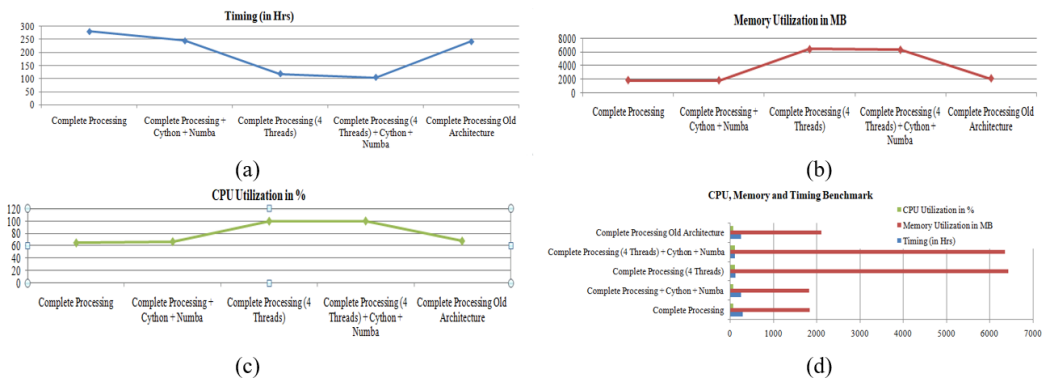 Timing (in Hrs)
300
250
200
150
100
50
0
Complete Processing
Complete Processing +
Cython + Numba
Complete Processing (4
Threads)
Complete Processing (4
Threads) + Cython +
Numba
Complete Processing Old
Architecture
(a)
Memory Utilization in MB
8000
6000
4000
2000
0
Complete Processing
Complete Processing +
Cython + Numba
Complete Processing (4
Threads)
Complete Processing (4
Threads) + Cython +
Numba
Complete Processing Old
Architecture
(b)
CPU Utilization in %
120
100
80
60
40
20
0
Complete Processing
Complete Processing +
Cython + Numba
Complete Processing (4
Threads)
Complete Processing (4
Threads) + Cython +
Numba
Complete Processing Old
Architecture
(c)
CPU, Memory and Timing Benchmark
CPU Utilization in %
Memory Utilization in MB
Timing (in Hrs)
Complete Processing Old Architecture
Complete Processing (4 Threads) + Cython + Numba
Complete Processing (4 Threads)
Complete Processing + Cython + Numba
Complete Processing
0 1000 2000 3000 4000 5000 6000 7000
(d)